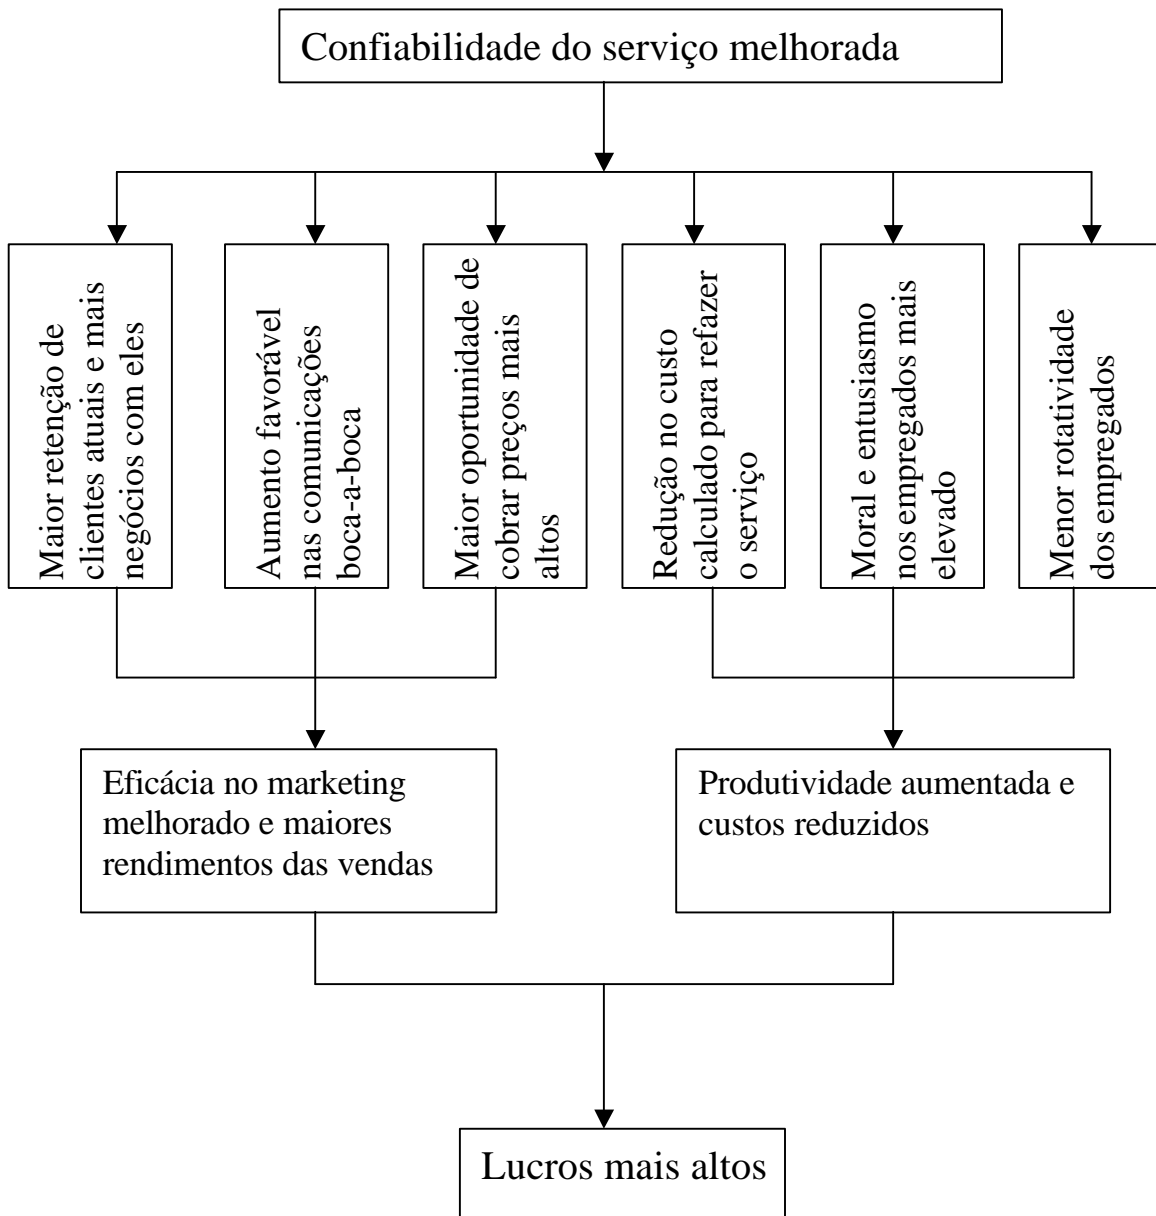 Confiabilidade do serviço melhorada
Maior retenção de
clientes atuais e mais
negócios com eles
Aumento favorável
nas comunicações
boca-a-boca
Maior oportunidade de
cobrar preços mais
altos
Redução no custo
calculado para refazer
o serviço
Moral e entusiasmo
nos empregados mais
elevado
Menor rotatividade
dos empregados
Eficácia no marketing
melhorado e maiores
rendimentos das vendas
Produtividade aumentada e
custos reduzidos
Lucros mais altos